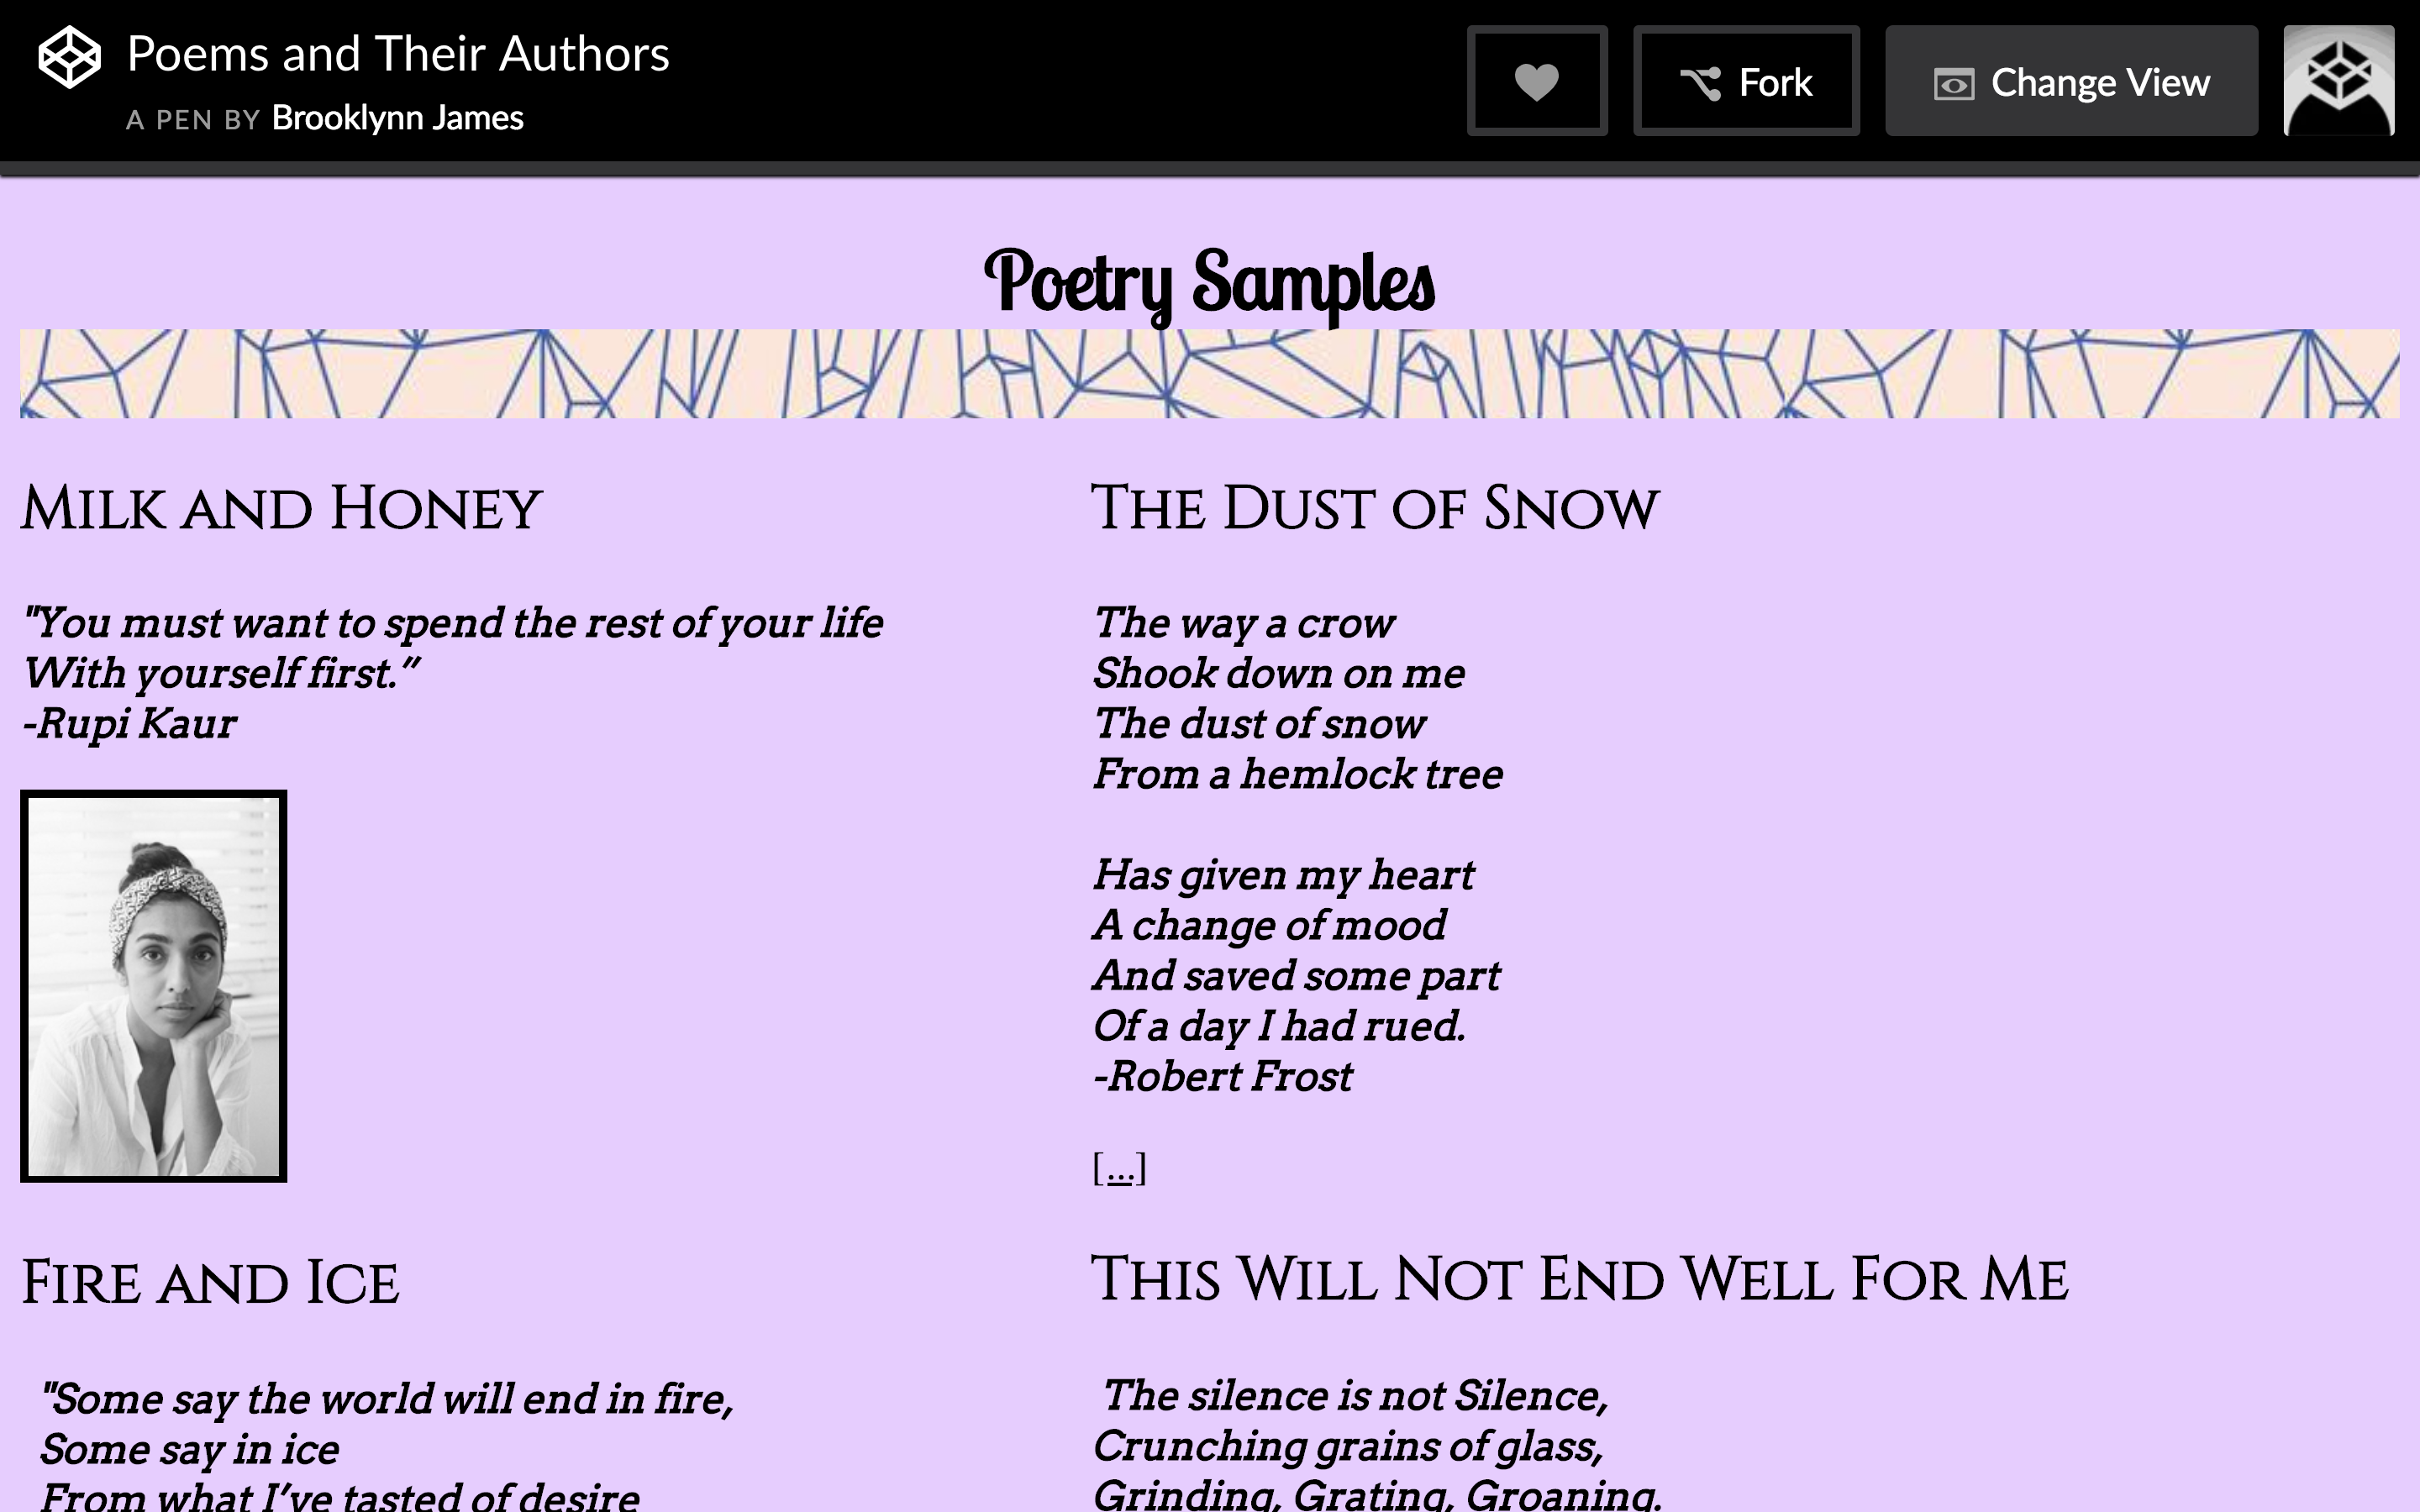 Poems and Their Authors
A PEN BY Brooklynn James
Fork
Change View
Poetry Samples
Milk and Honey
"You must want to spend the rest of your life
With yourself first.”
-Rupi Kaur
The Dust of Snow
The way a crow
Shook down on me
The dust of snow
From a hemlock tree
Has given my heart
A change of mood
And saved some part
Of a day I had rued.
-Robert Frost
[...]
Fire and Ice
"Some say the world will end in fire,
Some say in ice
From what I’ve tasted of desire
This Will Not End Well For Me
The silence is not Silence,
Crunching grains of glass,
Grinding, Grating, Groaning.